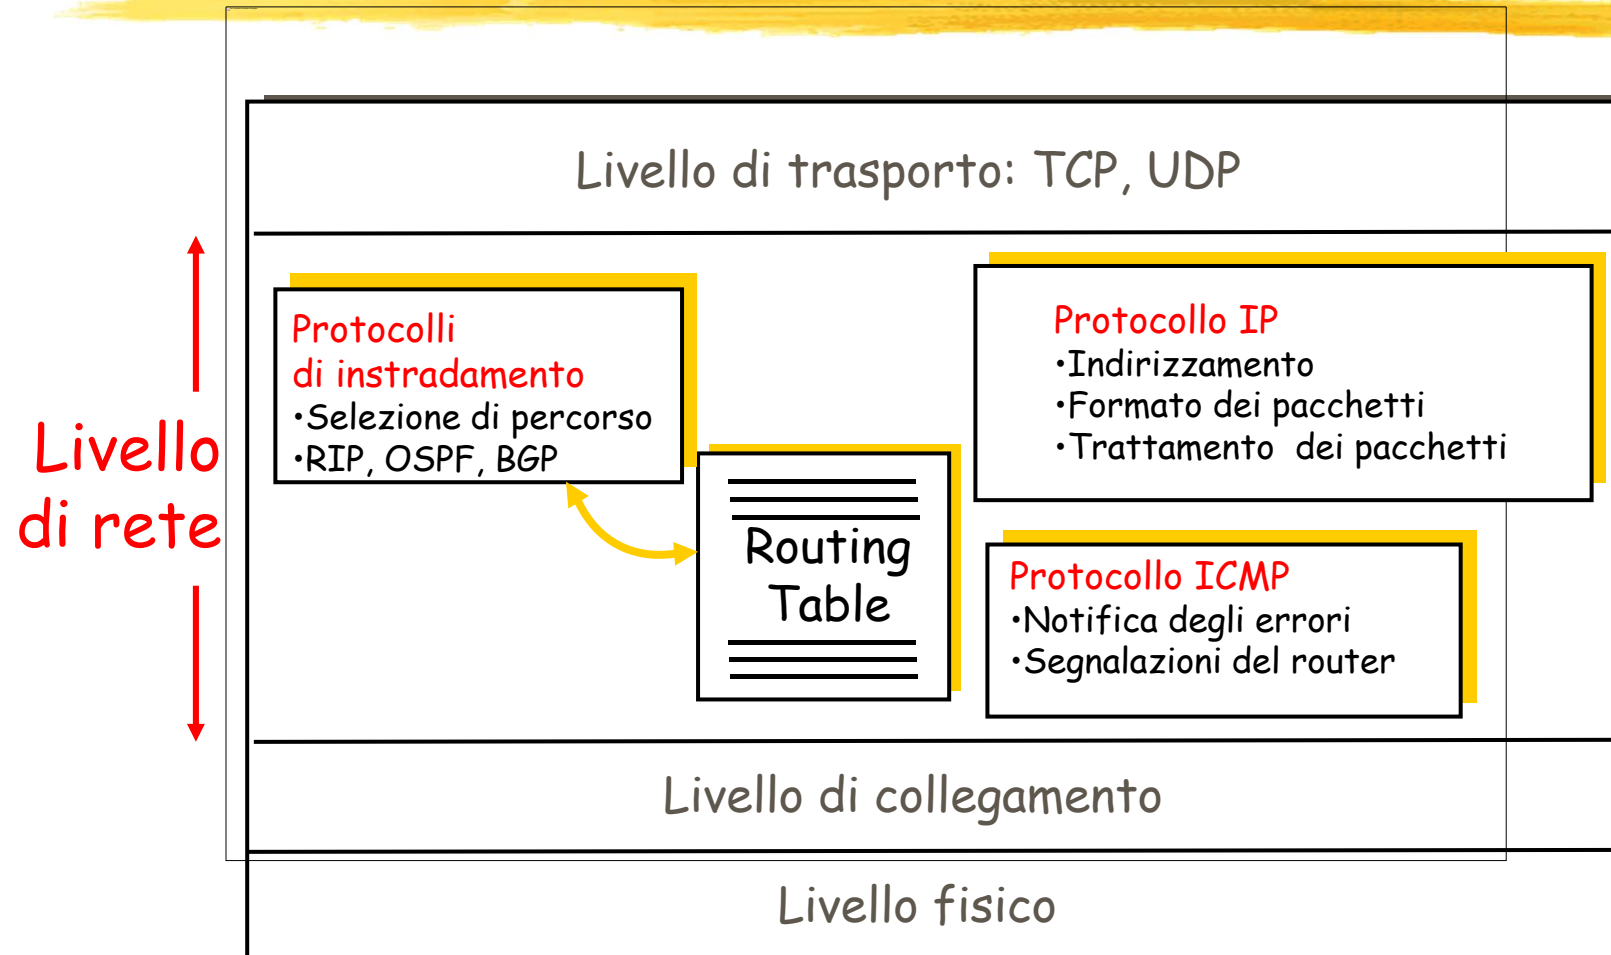 Livello di trasporto: TCP, UDP
Livello
di rete
Protocolli
di instradamento
•Selezione di percorso
•RIP, OSPF, BGP
Routing
Table
Protocollo IP
•Indirizzamento
•Formato dei pacchetti
•Trattamento dei pacchetti
Protocollo ICMP
•Notifica degli errori
•Segnalazioni del router
Livello di collegamento
Livello fisico